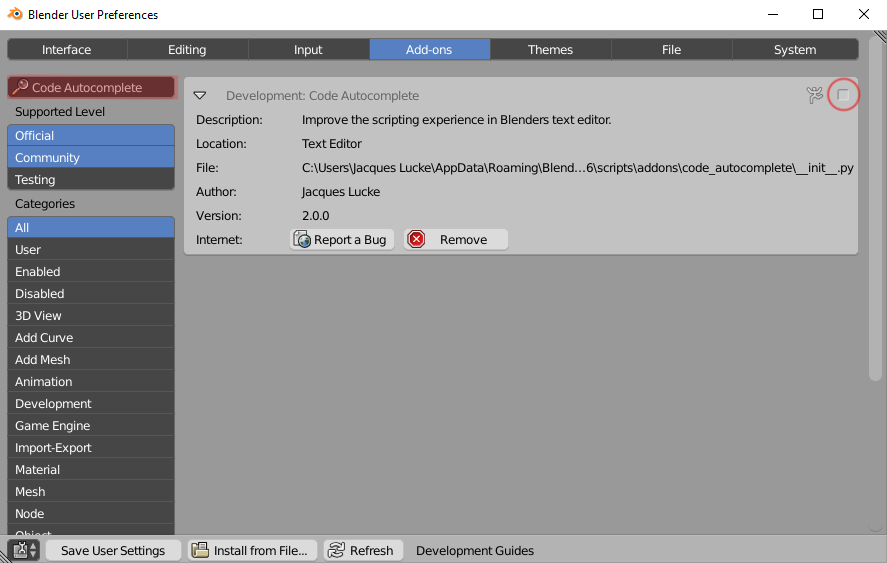 Blender User Preferences
Interface Editing Input Add-ons Themes File System
Code Autocomplete
Supported Level
Official
Community
Testing
Categories
All
User
Enabled
Disabled
3D View
Add Curve
Add Mesh
Animation
Development
Game Engine
Import-Export
Material
Mesh
Node
Object
Development: Code Autocomplete
Description: Improve the scripting experience in Blenders text editor.
Location: Text Editor
File: C:\Users\Jacques Lucke\AppData\Roaming\Blend...6\scripts\addons\code_autocomplete\__init__.py
Author: Jacques Lucke
Version: 2.0.0
Internet: Report a Bug Remove
Save User Settings Install from File... Refresh Development Guides